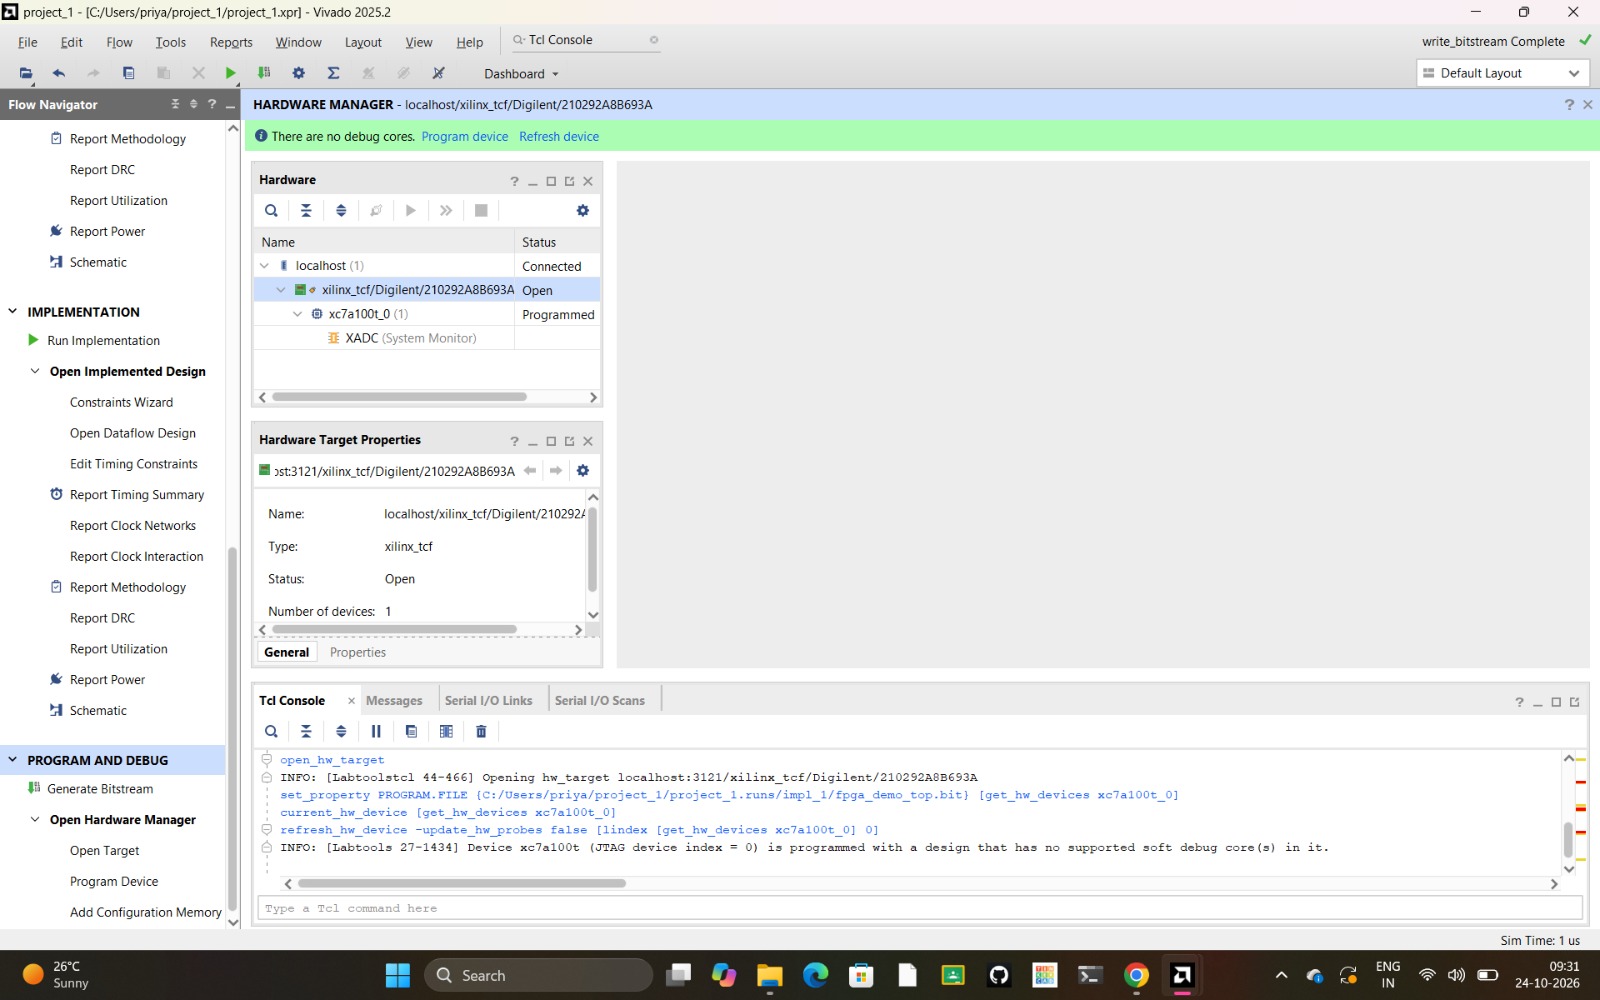 project_1 - [C:/Users/priya/project_1/project_1.xpr] - Vivado 2025.2
File Edit Flow Tools Reports Window Layout View Help Tcl Console
write_bitstream Complete
Dashboard
Default Layout
Flow Navigator
Report Methodology
Report DRC
Report Utilization
Report Power
Schematic
IMPLEMENTATION
Run Implementation
Open Implemented Design
Constraints Wizard
Open Dataflow Design
Edit Timing Constraints
Report Timing Summary
Report Clock Networks
Report Clock Interaction
Report Methodology
Report DRC
Report Utilization
Report Power
Schematic
PROGRAM AND DEBUG
Generate Bitstream
Open Hardware Manager
Open Target
Program Device
Add Configuration Memory
HARDWARE MANAGER - localhost/xilinx_tcf/Digilent/210292A8B693A
There are no debug cores. Program device Refresh device
Hardware
Name Status
localhost (1) Connected
xilinx_tcf/Digilent/210292A8B693A Open
xc7a100t_0 (1) Programmed
XADC (System Monitor)
Hardware Target Properties
ost:3121/xilinx_tcf/Digilent/210292A8B693A
Name: localhost/xilinx_tcf/Digilent/210292A
Type: xilinx_tcf
Status: Open
Number of devices: 1
General Properties
Tcl Console Messages Serial I/O Links Serial I/O Scans
open_hw_target
INFO: [Labtoolstcl 44-466] Opening hw_target localhost:3121/xilinx_tcf/Digilent/210292A8B693A
set_property PROGRAM.FILE {C:/Users/priya/project_1/project_1.runs/impl_1/fpga_demo_top.bit} [get_hw_devices xc7a100t_0]
current_hw_device [get_hw_devices xc7a100t_0]
refresh_hw_device -update_hw_probes false [lindex [get_hw_devices xc7a100t_0] 0]
INFO: [Labtools 27-1434] Device xc7a100t (JTAG device index = 0) is programmed with a design that has no supported soft debug core(s) in it.
Type a Tcl command here
Sim Time: 1 us
26°C
Sunny
Search
ENG
IN
09:31
24-10-2026